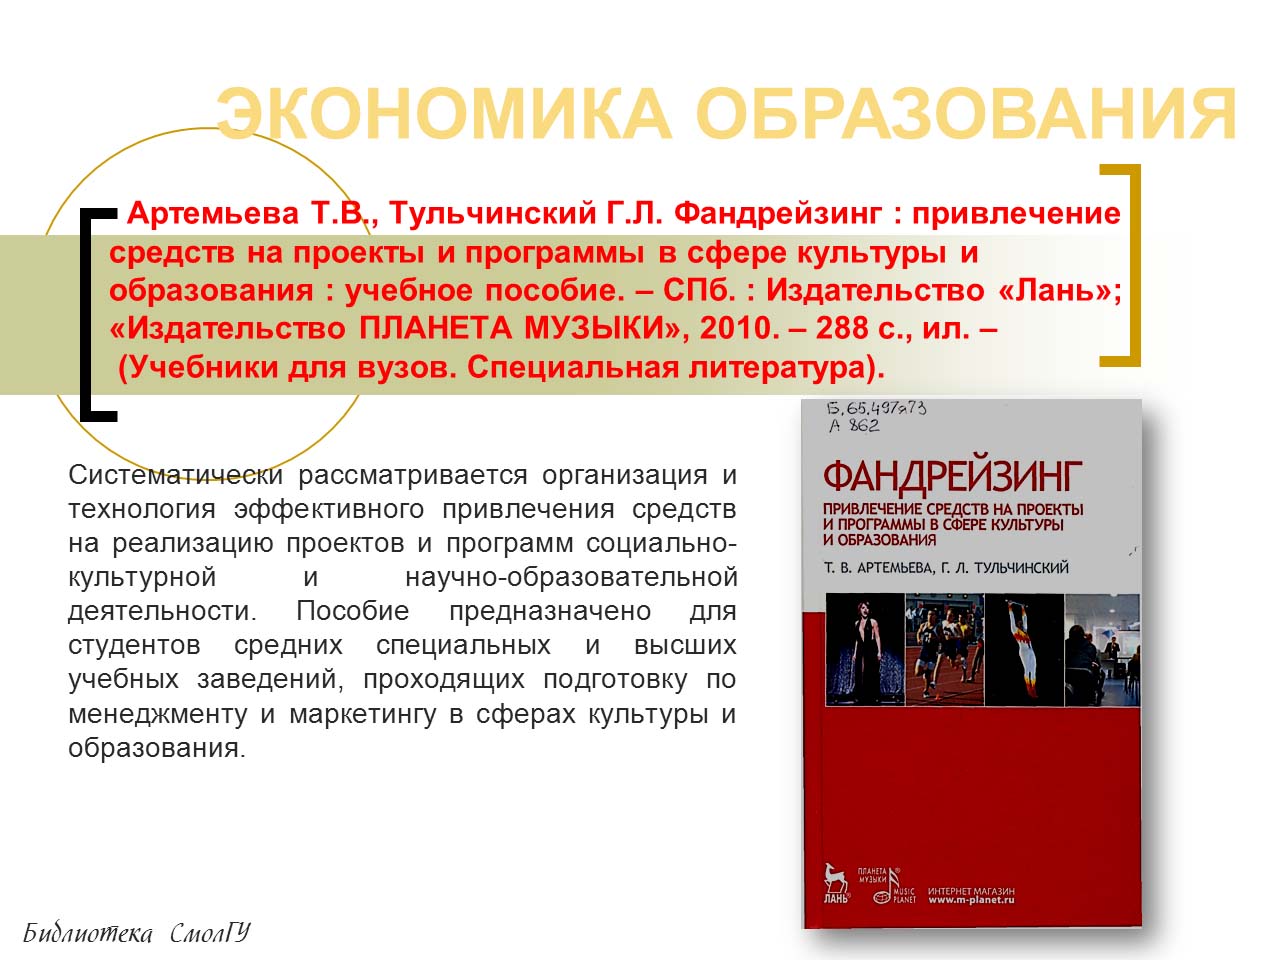 ЭКОНОМИКА ОБРАЗОВАНИЯ
Артемьева Т.В., Тульчинский Г.Л. Фандрейзинг : привлечение
средств на проекты и программы в сфере культуры и
образования : учебное пособие. – СПб. : Издательство «Лань»;
«Издательство ПЛАНЕТА МУЗЫКИ», 2010. – 288 с., ил. –
(Учебники для вузов. Специальная литература).
Систематически рассматривается организация и
технология эффективного привлечения средств
на реализацию проектов и программ социально-
культурной и научно-образовательной
деятельности. Пособие предназначено для
студентов средних специальных и высших
учебных заведений, проходящих подготовку по
менеджменту и маркетингу в сферах культуры и
образования.
Б,65.497я73
А 862
ФАНДРЕЙЗИНГ
ПРИВЛЕЧЕНИЕ СРЕДСТВ НА ПРОЕКТЫ
И ПРОГРАММЫ В СФЕРЕ КУЛЬТУРЫ
И ОБРАЗОВАНИЯ
Т. В. АРТЕМЬЕВА, Г. Л. ТУЛЬЧИНСКИЙ
ЛАНЬ®
ПЛАНЕТА
МУЗЫКИ®
MUSIC
PLANET
ИНТЕРНЕТ МАГАЗИН
www.m-planet.ru
Библиотека СмолГУ